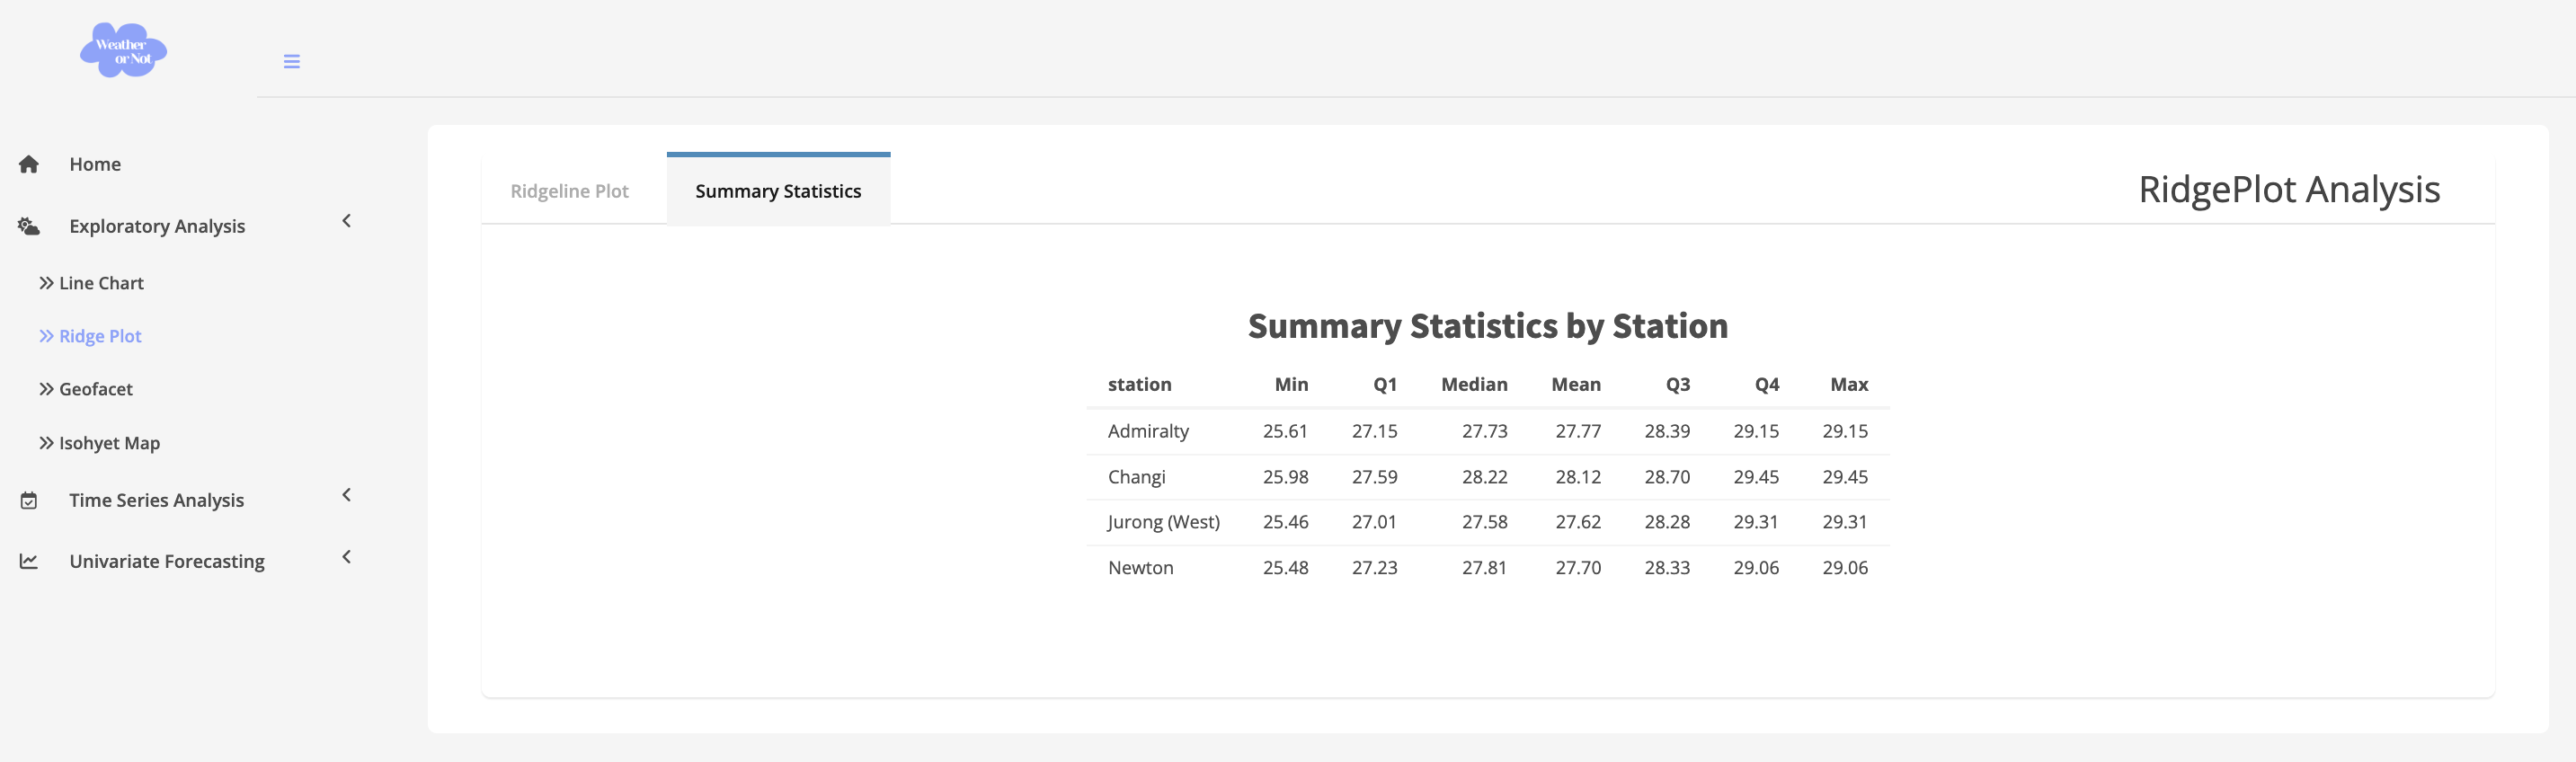 Weather
or Not
Home
Exploratory Analysis
Line Chart
Ridge Plot
Geofacet
Isohyet Map
Time Series Analysis
Univariate Forecasting
Ridgeline Plot Summary Statistics RidgePlot Analysis
Summary Statistics by Station
station Min Q1 Median Mean Q3 Q4 Max
Admiralty 25.61 27.15 27.73 27.77 28.39 29.15 29.15
Changi 25.98 27.59 28.22 28.12 28.70 29.45 29.45
Jurong (West) 25.46 27.01 27.58 27.62 28.28 29.31 29.31
Newton 25.48 27.23 27.81 27.70 28.33 29.06 29.06